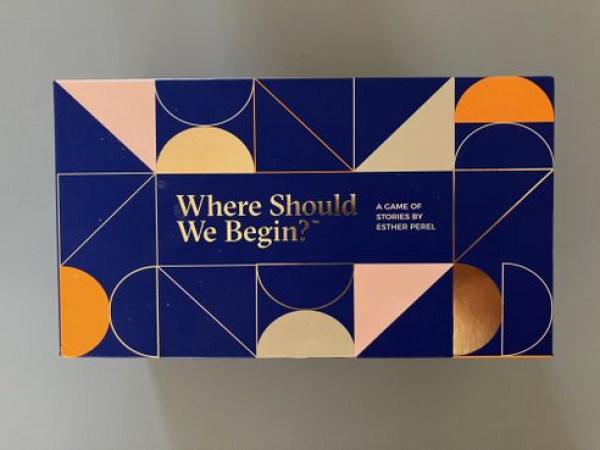 Where Should
We Begin?™
A GAME OF
STORIES BY
ESTHER PEREL